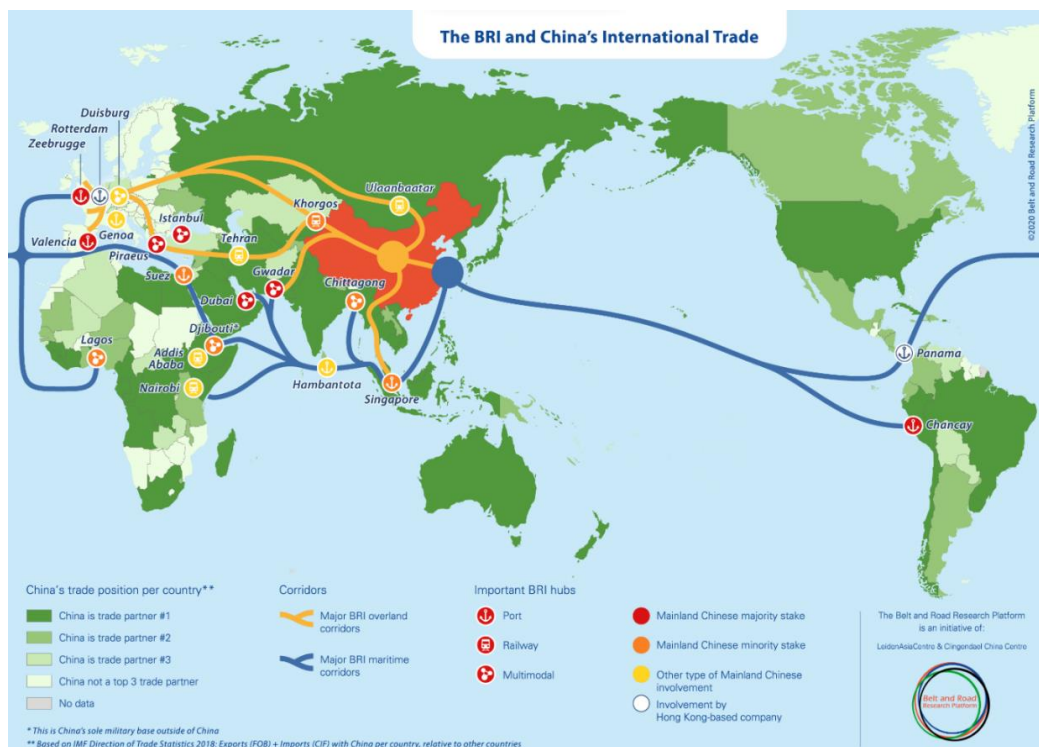 The BRI and China's International Trade
©2020 Belt and Road Research Platform
Duisburg
Rotterdam
Zeebrugge
Ulaanbaatar
Khorgos
Istanbul
Genoa
Valencia
Piraeus
Tehran
Suez
Gwadar
Dubai
Chittagong
Djibouti*
Lagos
Addis
Ababa
Nairobi
Hambantota
Singapore
Panama
Chancay
China's trade position per country**
China is trade partner #1
China is trade partner #2
China is trade partner #3
China not a top 3 trade partner
No data
Corridors
Major BRI overland
corridors
Major BRI maritime
corridors
Important BRI hubs
Port
Railway
Multimodal
Mainland Chinese majority stake
Mainland Chinese minority stake
Other type of Mainland Chinese
involvement
Involvement by
Hong Kong-based company
The Belt and Road Research Platform
is an initiative of:
LeidenAsiaCentre & Clingendael China Centre
Belt and Road
Research Platform
* This is China's sole military base outside of China
** Based on IMF Direction of Trade Statistics 2018: Exports (FOB) + Imports (CIF) with China per country, relative to other countries